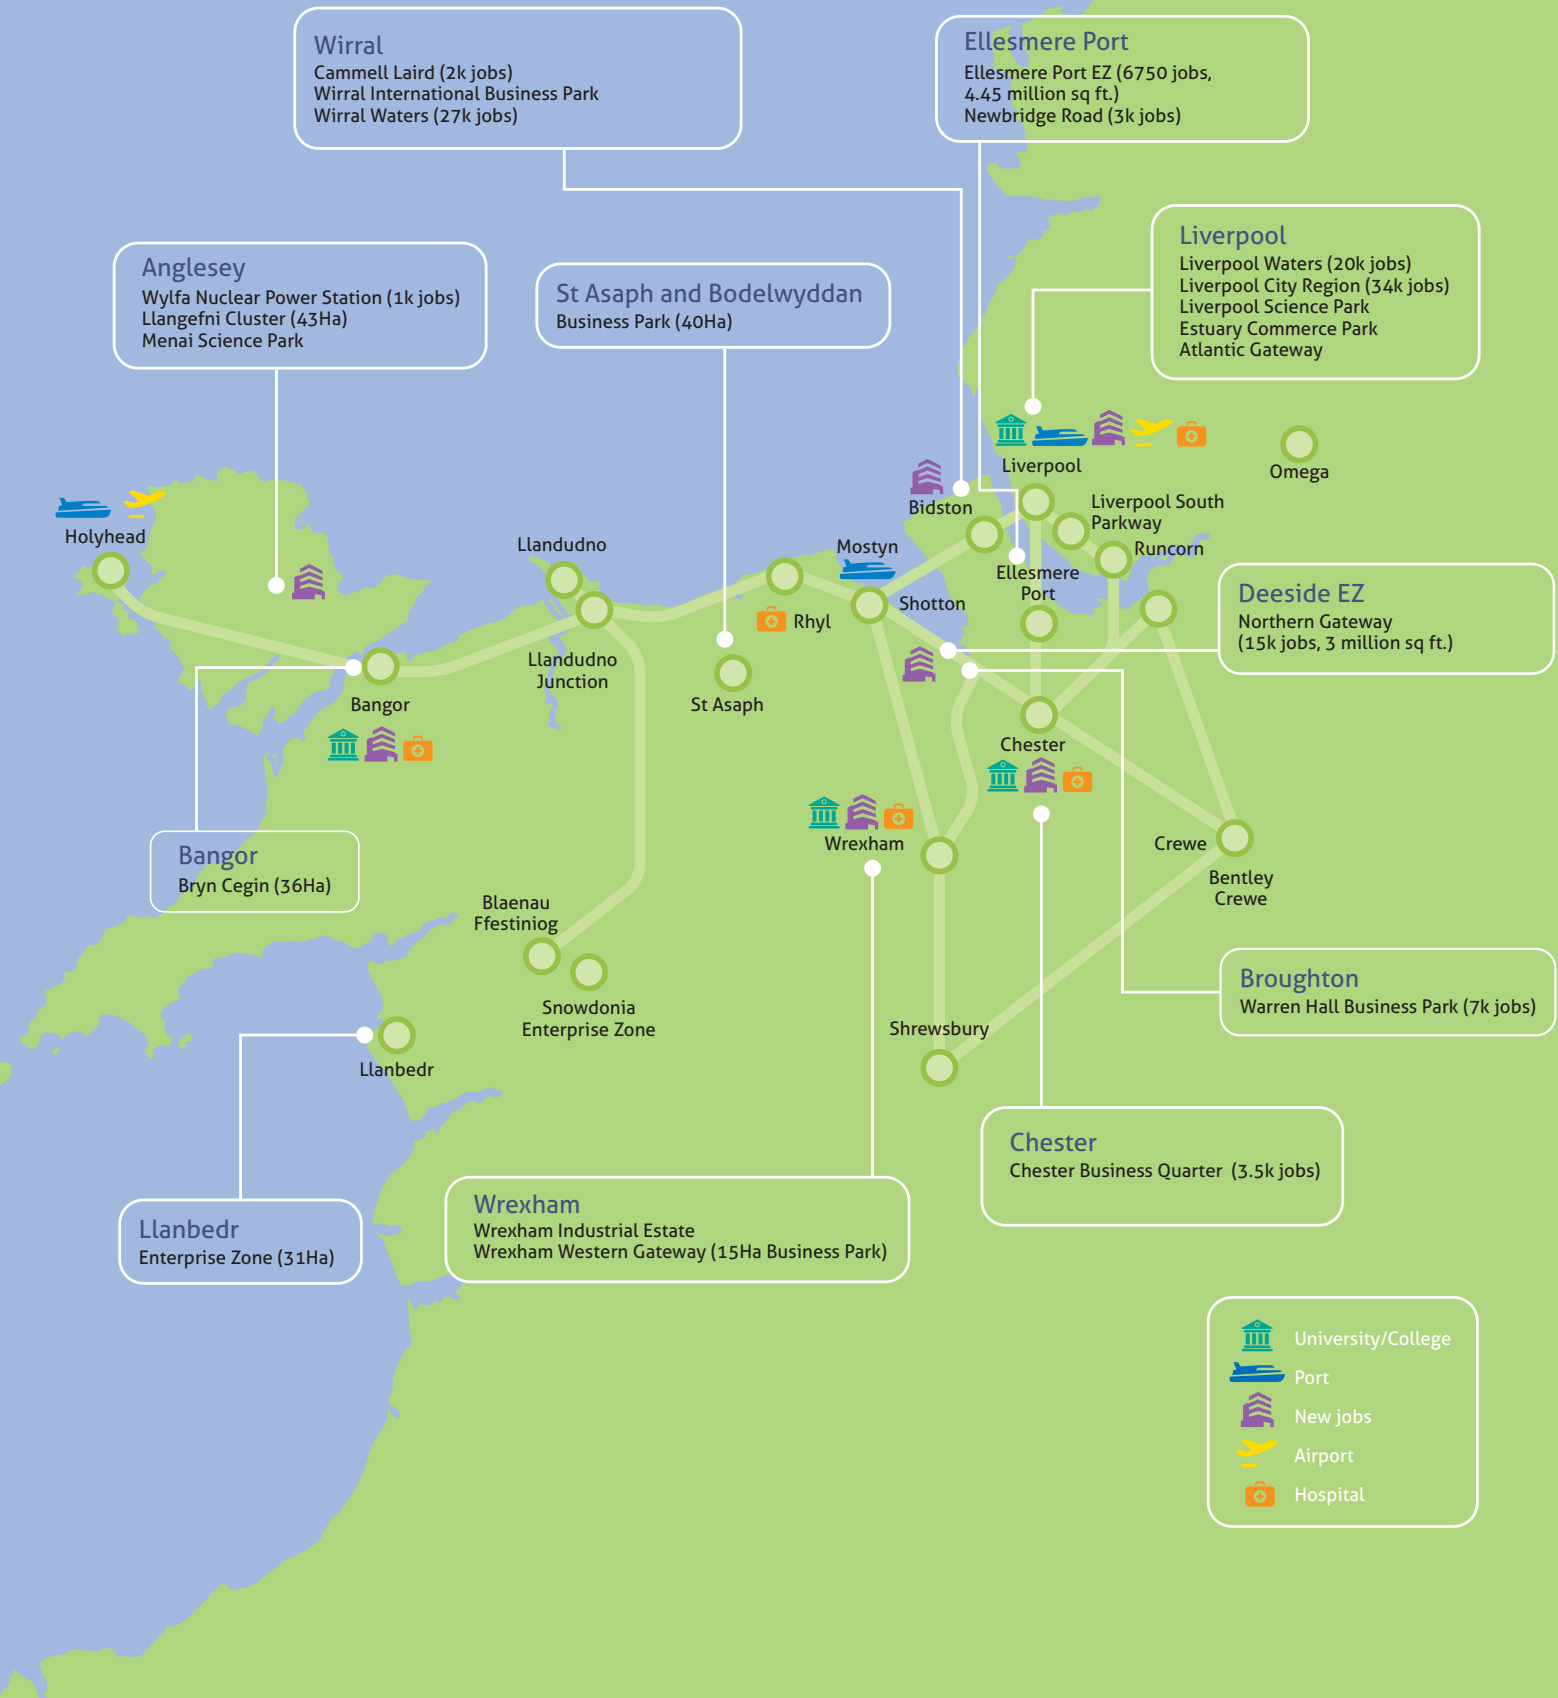 Wirral
Cammell Laird (2k jobs)
Wirral International Business Park
Wirral Waters (27k jobs)
Ellesmere Port
Ellesmere Port EZ (6750 jobs,
4.45 million sq ft.)
Newbridge Road (3k jobs)
Anglesey
Wylfa Nuclear Power Station (1k jobs)
Llangefni Cluster (43Ha)
Menai Science Park
St Asaph and Bodelwyddan
Business Park (40Ha)
Liverpool
Liverpool Waters (20k jobs)
Liverpool City Region (34k jobs)
Liverpool Science Park
Estuary Commerce Park
Atlantic Gateway
Liverpool
Omega
Bidston
Liverpool South
Parkway
Holyhead
Llandudno
Mostyn
Runcorn
Ellesmere
Port
Shotton
Rhyl
Deeside EZ
Northern Gateway
(15k jobs, 3 million sq ft.)
Llandudno
Junction
Bangor
St Asaph
Chester
Wrexham
Crewe
Bentley
Crewe
Bangor
Bryn Cegin (36Ha)
Blaenau
Ffestiniog
Snowdonia
Enterprise Zone
Broughton
Warren Hall Business Park (7k jobs)
Shrewsbury
Llanbedr
Chester
Chester Business Quarter (3.5k jobs)
Wrexham
Wrexham Industrial Estate
Wrexham Western Gateway (15Ha Business Park)
Llanbedr
Enterprise Zone (31Ha)
University/College
Port
New jobs
Airport
Hospital